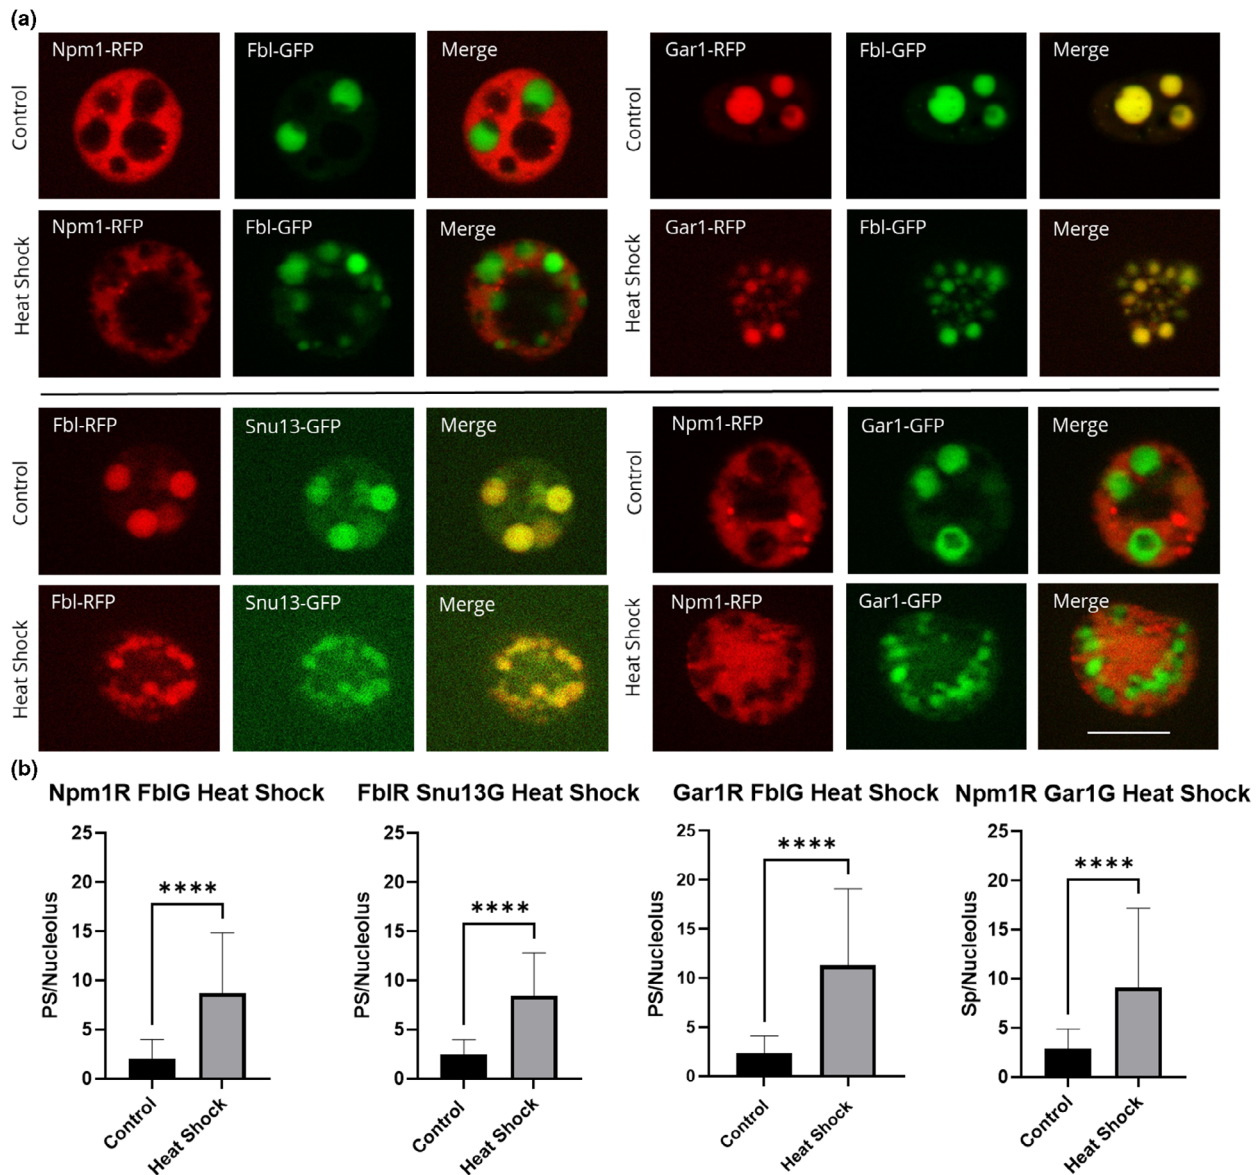 (a)
Npm1-RFP Fbl-GFP Merge Gar1-RFP Fbl-GFP Merge
Control Control
Npm1-RFP Fbl-GFP Merge Gar1-RFP Fbl-GFP Merge
Heat Shock Heat Shock
Fbl-RFP Snu13-GFP Merge Npm1-RFP Gar1-GFP Merge
Control Control
Fbl-RFP Snu13-GFP Merge Npm1-RFP Gar1-GFP Merge
Heat Shock Heat Shock
(b)
Npm1R FblG Heat Shock
25
20
15
10
5
0
PS/Nucleolus
****
Control
Heat Shock
FblR Snu13G Heat Shock
25
20
15
10
5
0
PS/Nucleolus
****
Control
Heat Shock
Gar1R FblG Heat Shock
25
20
15
10
5
0
PS/Nucleolus
****
Control
Heat Shock
Npm1R Gar1G Heat Shock
25
20
15
10
5
0
Sp/Nucleolus
****
Control
Heat Shock